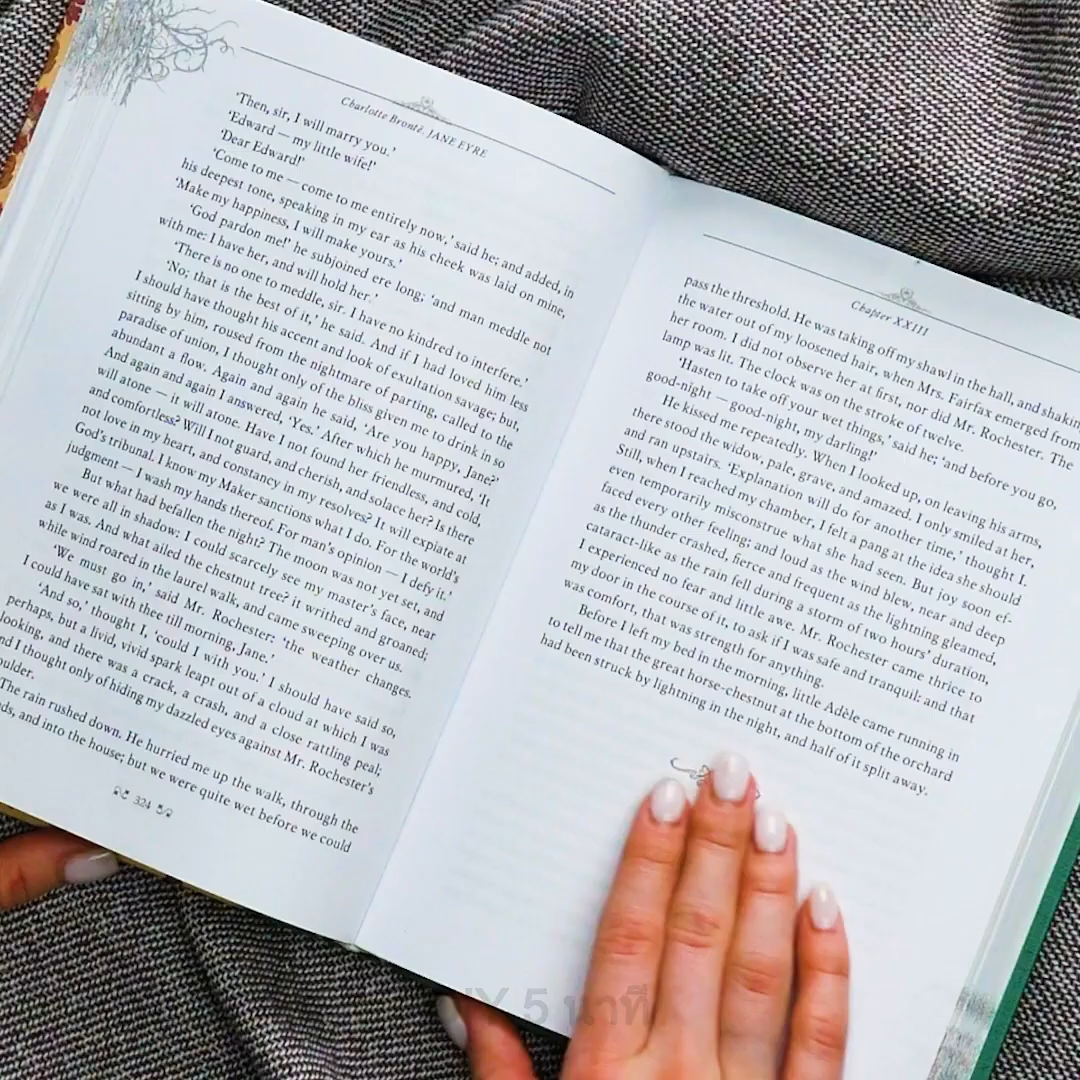 Charlotte Brontë. JANE EYRE
'Then, sir, I will marry you.'
'Edward — my little wife!'
'Dear Edward!'
'Come to me — come to me entirely now,' said he; and added, in
his deepest tone, speaking in my ear as his cheek was laid on mine,
'Make my happiness, I will make yours.'
'God pardon me!' he subjoined ere long; 'and man meddle not
with me: I have her, and will hold her.'
'There is no one to meddle, sir. I have no kindred to interfere.'
'No; that is the best of it,' he said. And if I had loved him less
I should have thought his accent and look of exultation savage; but,
sitting by him, roused from the nightmare of parting, called to the
paradise of union, I thought only of the bliss given me to drink in so
abundant a flow. Again and again he said, 'Are you happy, Jane?'
And again and again I answered, 'Yes.' After which he murmured, 'It
will atone — it will atone. Have I not found her friendless, and cold,
and comfortless? Will I not guard, and cherish, and solace her? Is there
not love in my heart, and constancy in my resolves? It will expiate at
God's tribunal. I know my Maker sanctions what I do. For the world's
judgment — I wash my hands thereof. For man's opinion — I defy it.'
But what had befallen the night? The moon was not yet set, and
we were all in shadow: I could scarcely see my master's face, near
as I was. And what ailed the chestnut tree? it writhed and groaned;
while wind roared in the laurel walk, and came sweeping over us.
'We must go in,' said Mr. Rochester: 'the weather changes.
I could have sat with thee till morning, Jane.'
'And so,' thought I, 'could I with you.' I should have said so,
perhaps, but a livid, vivid spark leapt out of a cloud at which I was
looking, and there was a crack, a crash, and a close rattling peal;
nd I thought only of hiding my dazzled eyes against Mr. Rochester's
oulder.
The rain rushed down. He hurried me up the walk, through the
ds, and into the house; but we were quite wet before we could
324
Chapter XXIII
pass the threshold. He was taking off my shawl in the hall, and shakin
the water out of my loosened hair, when Mrs. Fairfax emerged from
her room. I did not observe her at first, nor did Mr. Rochester. The
lamp was lit. The clock was on the stroke of twelve.
'Hasten to take off your wet things,' said he; 'and before you go,
good-night — good-night, my darling!'
He kissed me repeatedly. When I looked up, on leaving his arms,
there stood the widow, pale, grave, and amazed. I only smiled at her,
and ran upstairs. 'Explanation will do for another time,' thought I.
Still, when I reached my chamber, I felt a pang at the idea she should
even temporarily misconstrue what she had seen. But joy soon ef-
faced every other feeling; and loud as the wind blew, near and deep
as the thunder crashed, fierce and frequent as the lightning gleamed,
cataract-like as the rain fell during a storm of two hours' duration,
I experienced no fear and little awe. Mr. Rochester came thrice to
my door in the course of it, to ask if I was safe and tranquil: and that
was comfort, that was strength for anything.
Before I left my bed in the morning, little Adèle came running in
to tell me that the great horse-chestnut at the bottom of the orchard
had been struck by lightning in the night, and half of it split away.
5 นาที